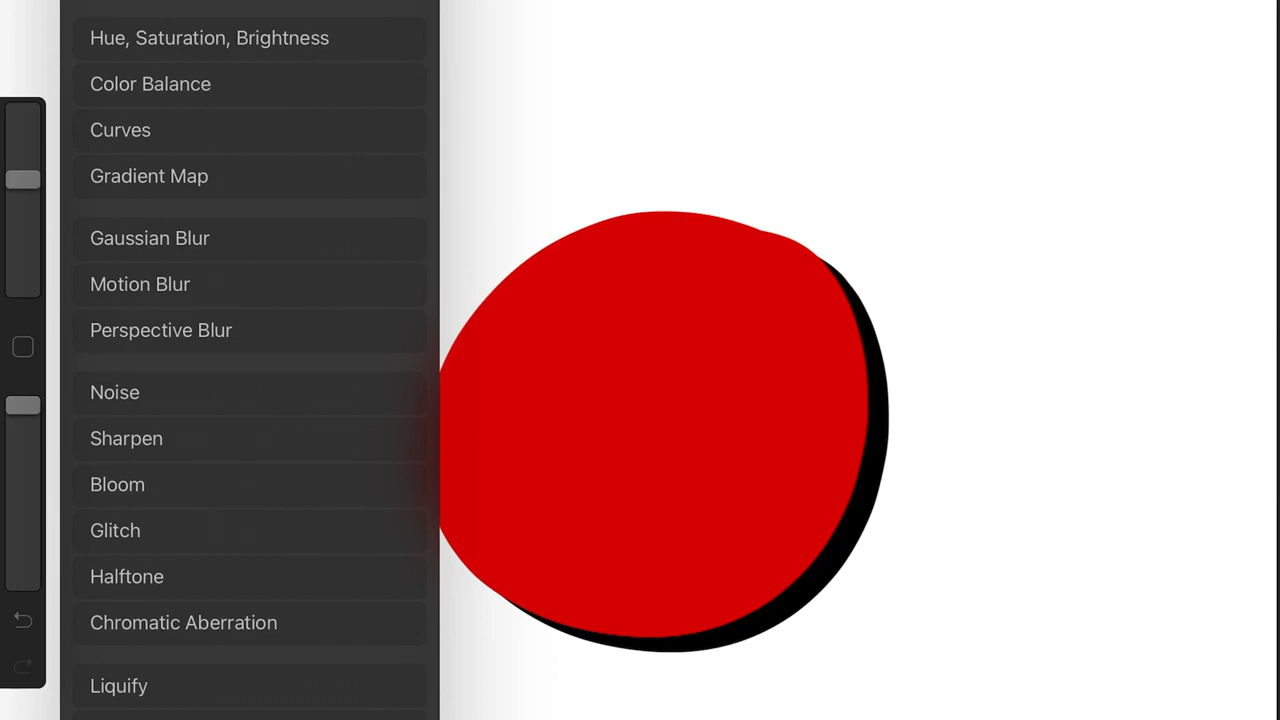 Hue, Saturation, Brightness
Color Balance
Curves
Gradient Map
Gaussian Blur
Motion Blur
Perspective Blur
Noise
Sharpen
Bloom
Glitch
Halftone
Chromatic Aberration
Liquify